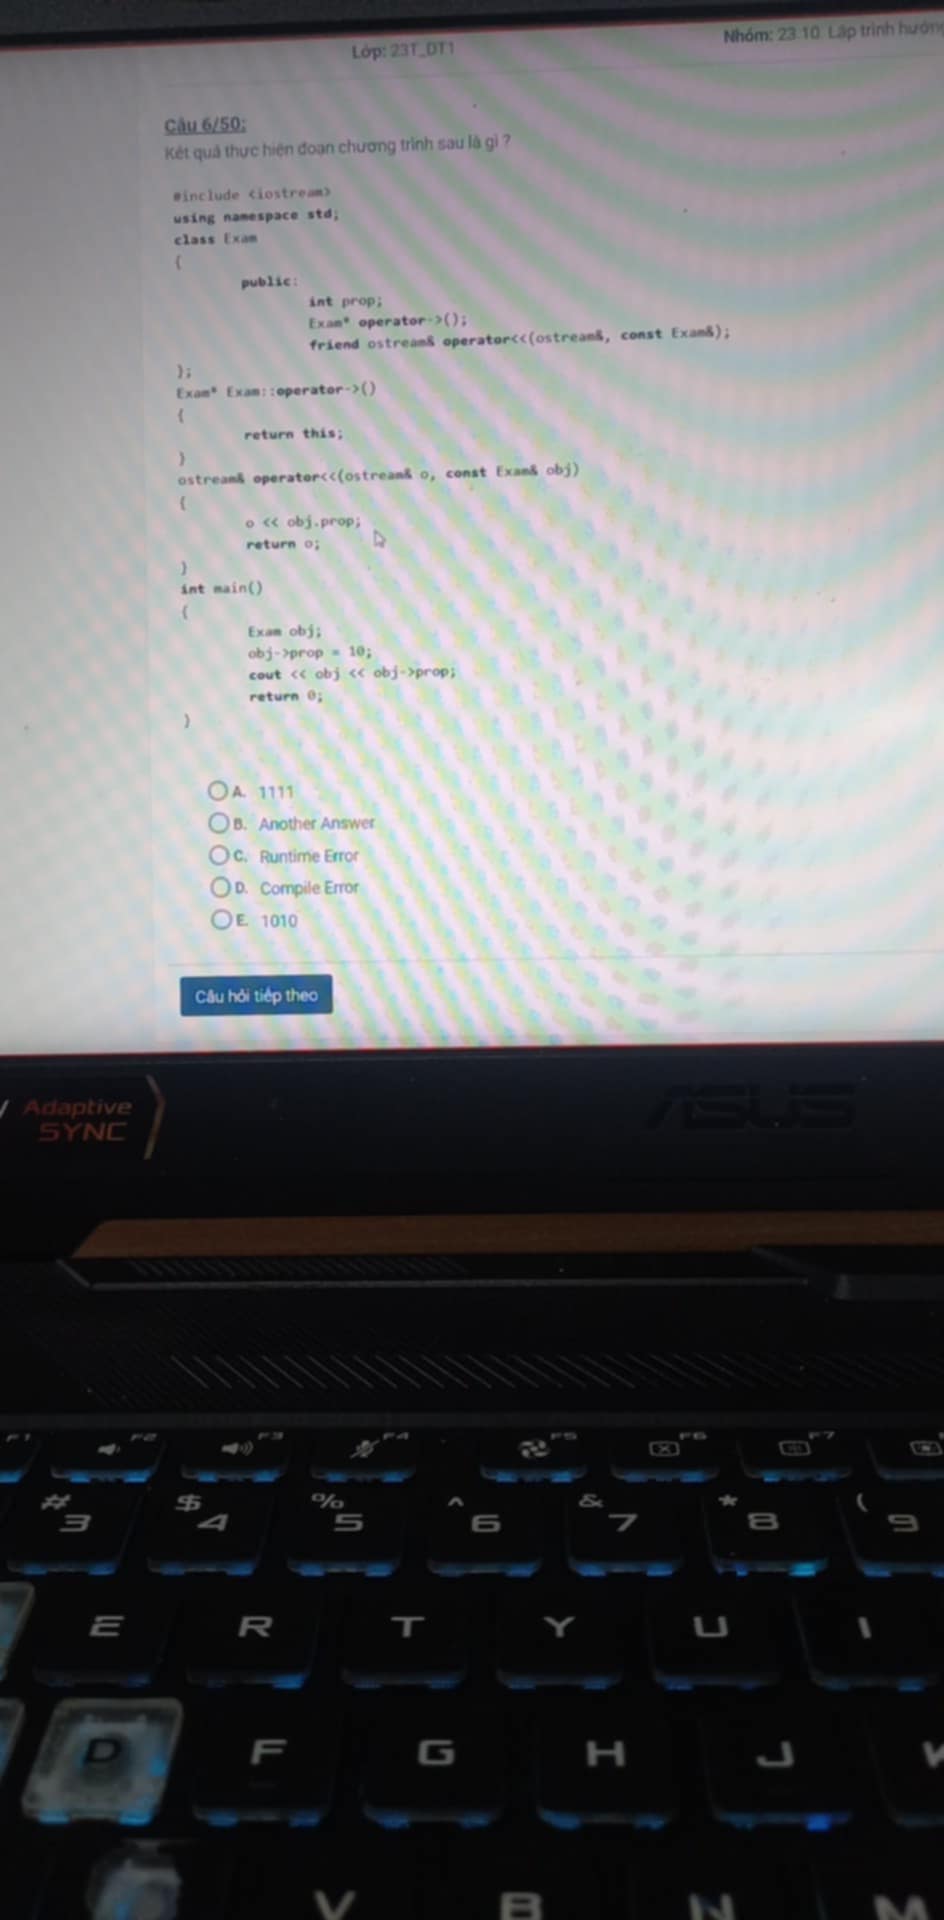 Lớp: 23T_DT1
Nhóm: 23.10. Lập trình hướng
Câu 6/50:
Kết quả thực hiện đoạn chương trình sau là gì ?
#include <iostream>
using namespace std;
class Exam
{
public:
int prop;
Exam* operator->();
friend ostream& operator<<(ostream&, const Exam&);
};
Exam* Exam::operator->()
{
return this;
}
ostream& operator<<(ostream& o, const Exam& obj)
{
o << obj.prop;
return o;
}
int main()
{
Exam obj;
obj->prop = 10;
cout << obj << obj->prop;
return 0;
}
A. 1111
B. Another Answer
C. Runtime Error
D. Compile Error
E. 1010
Câu hỏi tiếp theo
Adaptive
SYNC
ASUS
F1 F2 F3 F4 F5 F6 F7
# $ % ^ & * (
3 4 5 6 7 8 9
E R T Y U I
D F G H J
V B N M